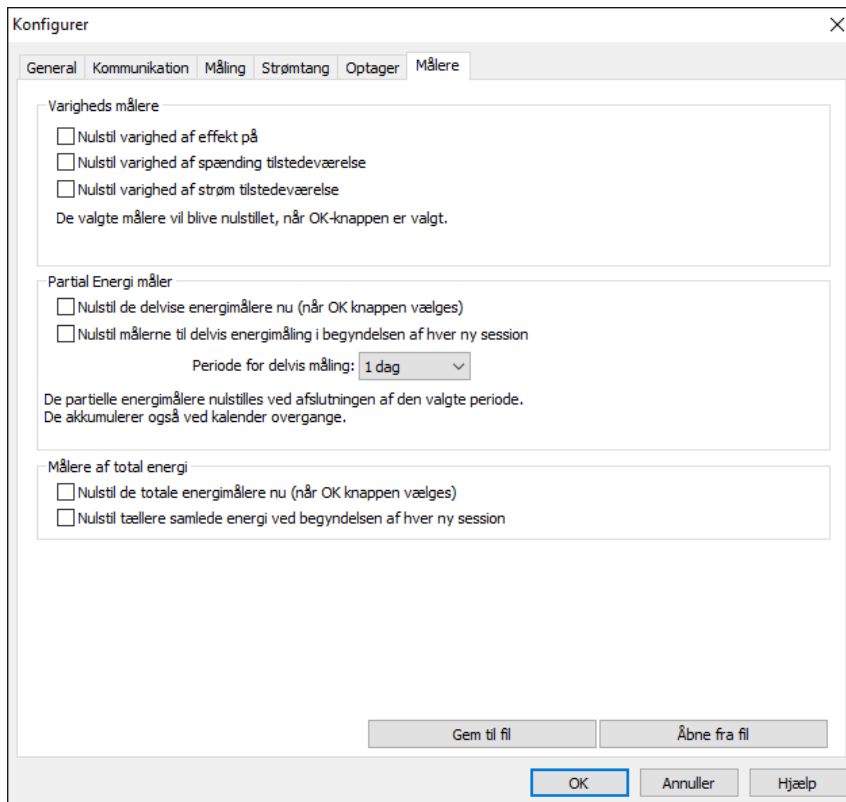 Konfigurer
General Kommunikation Måling Strømtang Optager Målere
Varigheds målere
Nulstil varighed af effekt på
Nulstil varighed af spænding tilstedeværelse
Nulstil varighed af strøm tilstedeværelse
De valgte målere vil blive nulstillet, når OK-knappen er valgt.
Partial Energi måler
Nulstil de delvise energimålere nu (når OK knappen vælges)
Nulstil målerne til delvis energimåling i begyndelsen af hver ny session
Periode for delvis måling: 1 dag
De partielle energimålere nulstilles ved afslutningen af den valgte periode.
De akkumulerer også ved kalender overgange.
Målere af total energi
Nulstil de totale energimålere nu (når OK knappen vælges)
Nulstil tællere samlede energi ved begyndelsen af hver ny session
Gem til fil Åbne fra fil
OK Annuller Hjælp